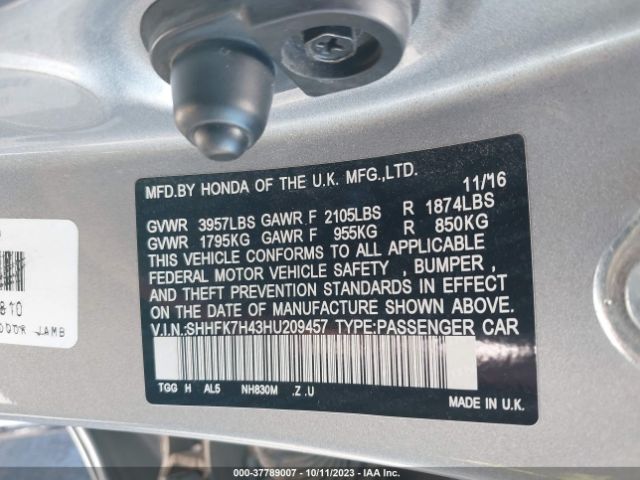 MFD.BY HONDA OF THE U.K. MFG.,LTD. 11/16
GVWR 3957LBS GAWR F 2105LBS R 1874LBS
GVWR 1795KG GAWR F 955KG R 850KG
THIS VEHICLE CONFORMS TO ALL APPLICABLE
FEDERAL MOTOR VEHICLE SAFETY , BUMPER ,
AND THEFT PREVENTION STANDARDS IN EFFECT
ON THE DATE OF MANUFACTURE SHOWN ABOVE.
V.I.N.:SHHFK7H43HU209457 TYPE:PASSENGER CAR
TGG H AL5 NH830M .Z .U
MADE IN U.K.
810
DOOR JAMB
000-37789007 - 10/11/2023 - IAA Inc.